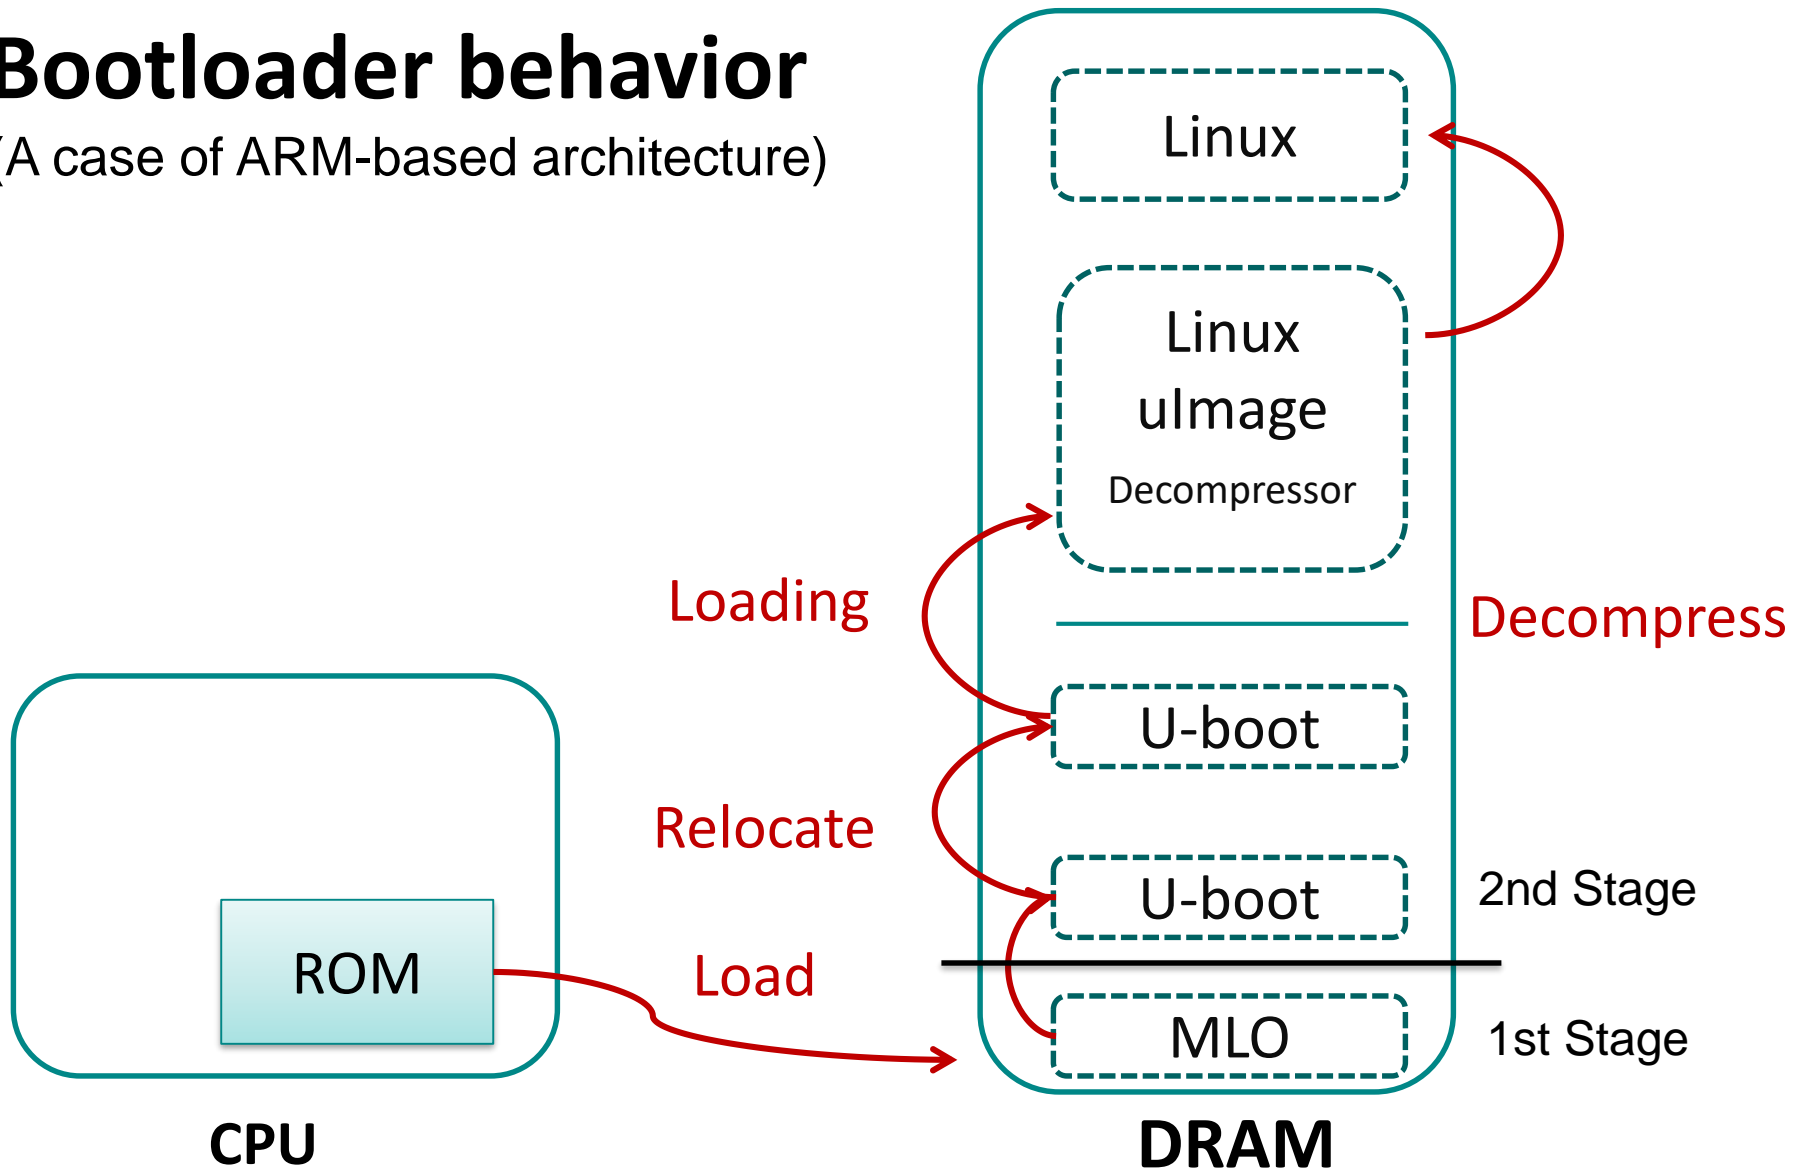 Bootloader behavior
(A case of ARM-based architecture)
Linux
Linux
uImage
Decompressor
Loading
Decompress
U-boot
Relocate
U-boot
2nd Stage
ROM
Load
MLO
1st Stage
CPU
DRAM